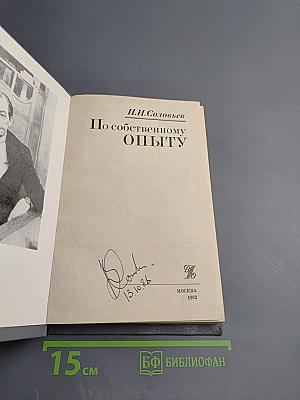 И.И.Соловьев
По собственному
ОПЫТУ
13.10.86
МОСКВА
1982
15 см
БФ БИБЛИОФАН